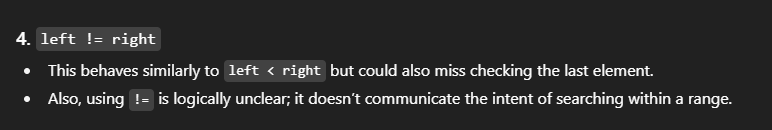 4. left != right
• This behaves similarly to left < right but could also miss checking the last element.
• Also, using != is logically unclear; it doesn’t communicate the intent of searching within a range.